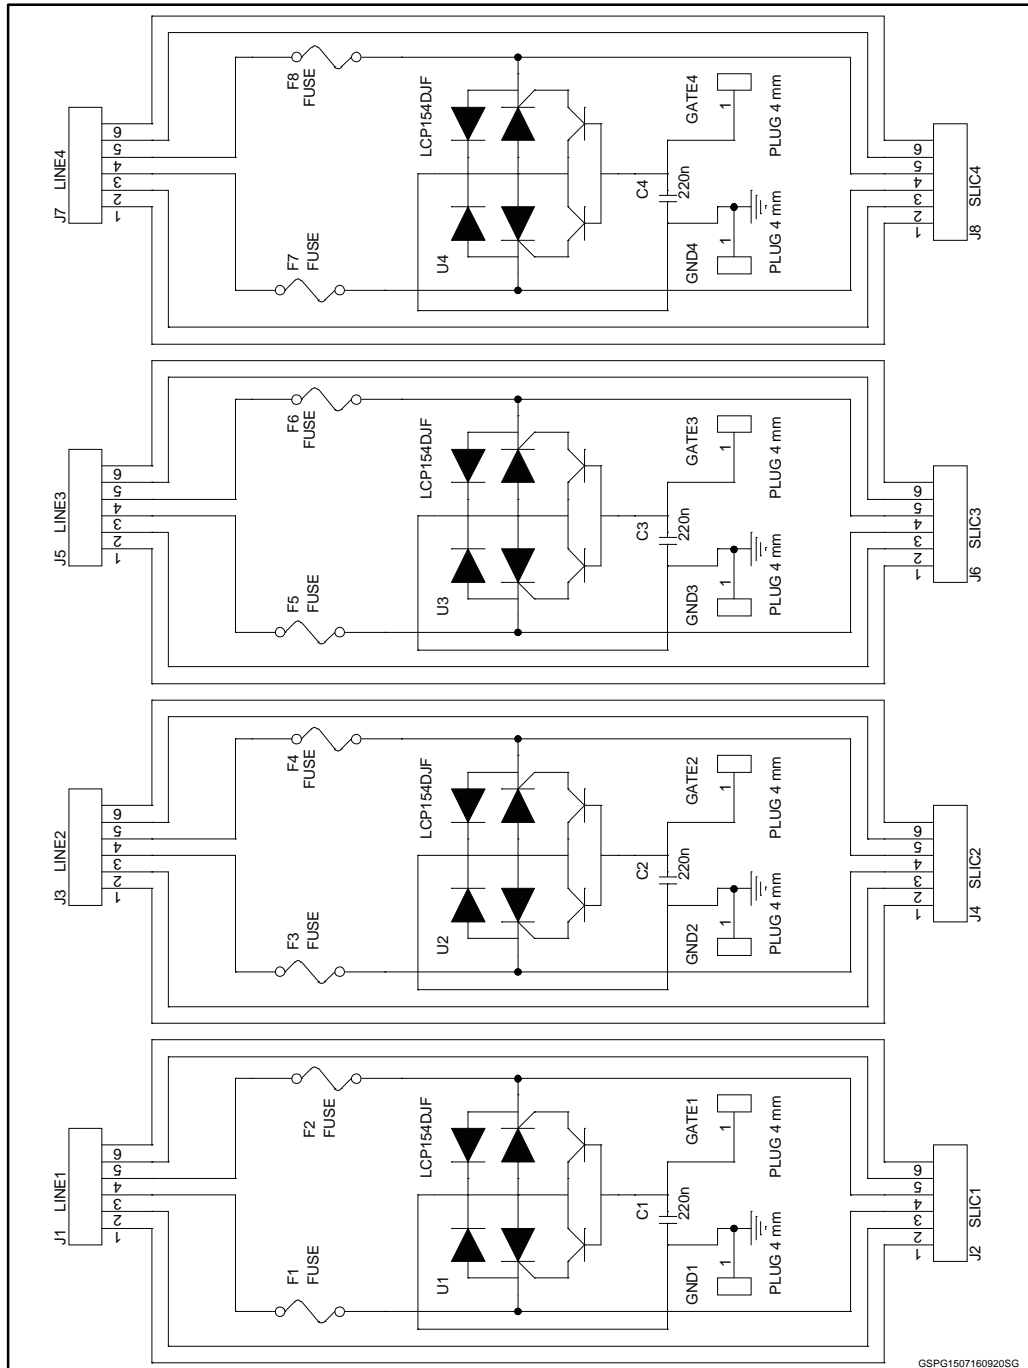 J7
LINE4
1
2
3
4
5
6
F7
FUSE
F8
FUSE
U4
LCP154DJF
C4
220n
GATE4
1
PLUG 4 mm
GND4
1
PLUG 4 mm
1
2
3
4
5
6
J8
SLIC4
J5
LINE3
1
2
3
4
5
6
F5
FUSE
F6
FUSE
U3
LCP154DJF
C3
220n
GATE3
1
PLUG 4 mm
GND3
1
PLUG 4 mm
1
2
3
4
5
6
J6
SLIC3
J3
LINE2
1
2
3
4
5
6
F3
FUSE
F4
FUSE
U2
LCP154DJF
C2
220n
GATE2
1
PLUG 4 mm
GND2
1
PLUG 4 mm
1
2
3
4
5
6
J4
SLIC2
J1
LINE1
1
2
3
4
5
6
F1
FUSE
F2
FUSE
U1
LCP154DJF
C1
220n
GATE1
1
PLUG 4 mm
GND1
1
PLUG 4 mm
1
2
3
4
5
6
J2
SLIC1
GSPG1507160920SG